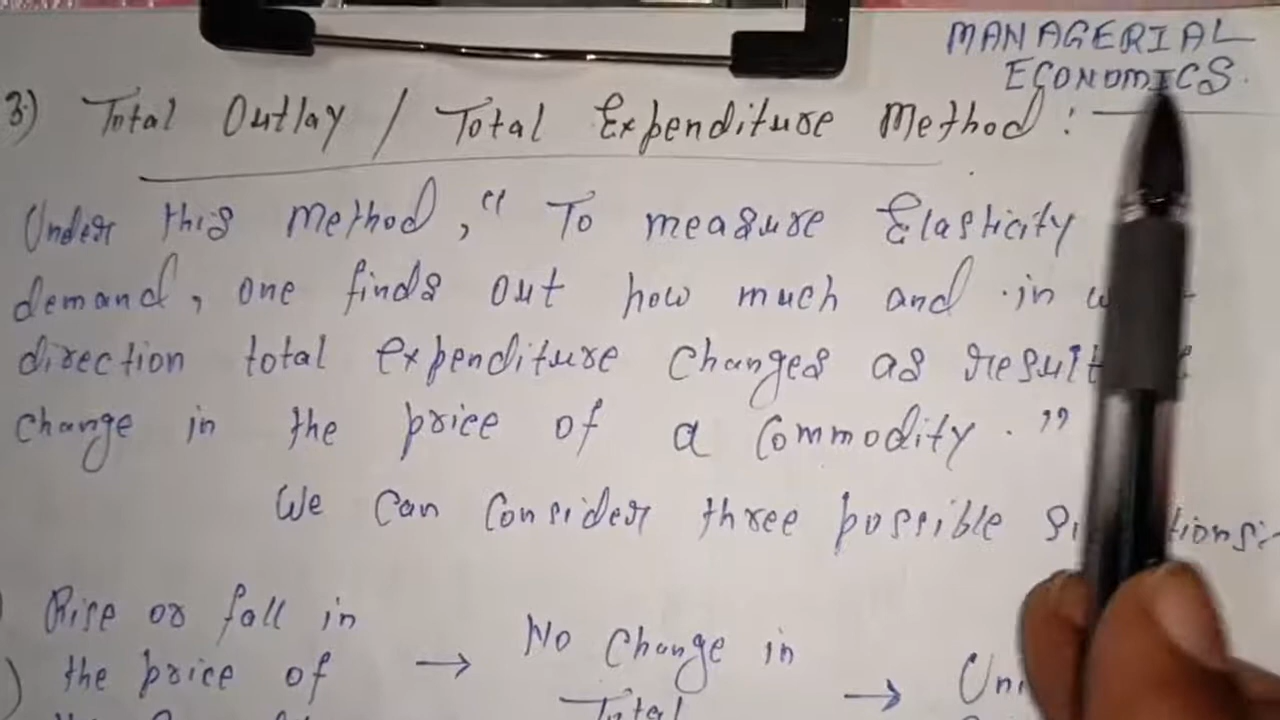 MANAGERIAL
ECONOMICS.
3.) Total Outlay / Total Expenditure Method :
Under this Method, " To measure Elasticity
demand, one finds out how much and in
direction total expenditure changes as result
change in the price of a Commodity . "
We Can Consider three possible
Rise or fall in
the price of → No Change in
Total →